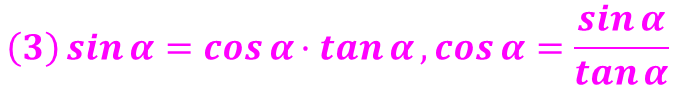 (3) sin α = cos α · tan α , cos α = sin α / tan α